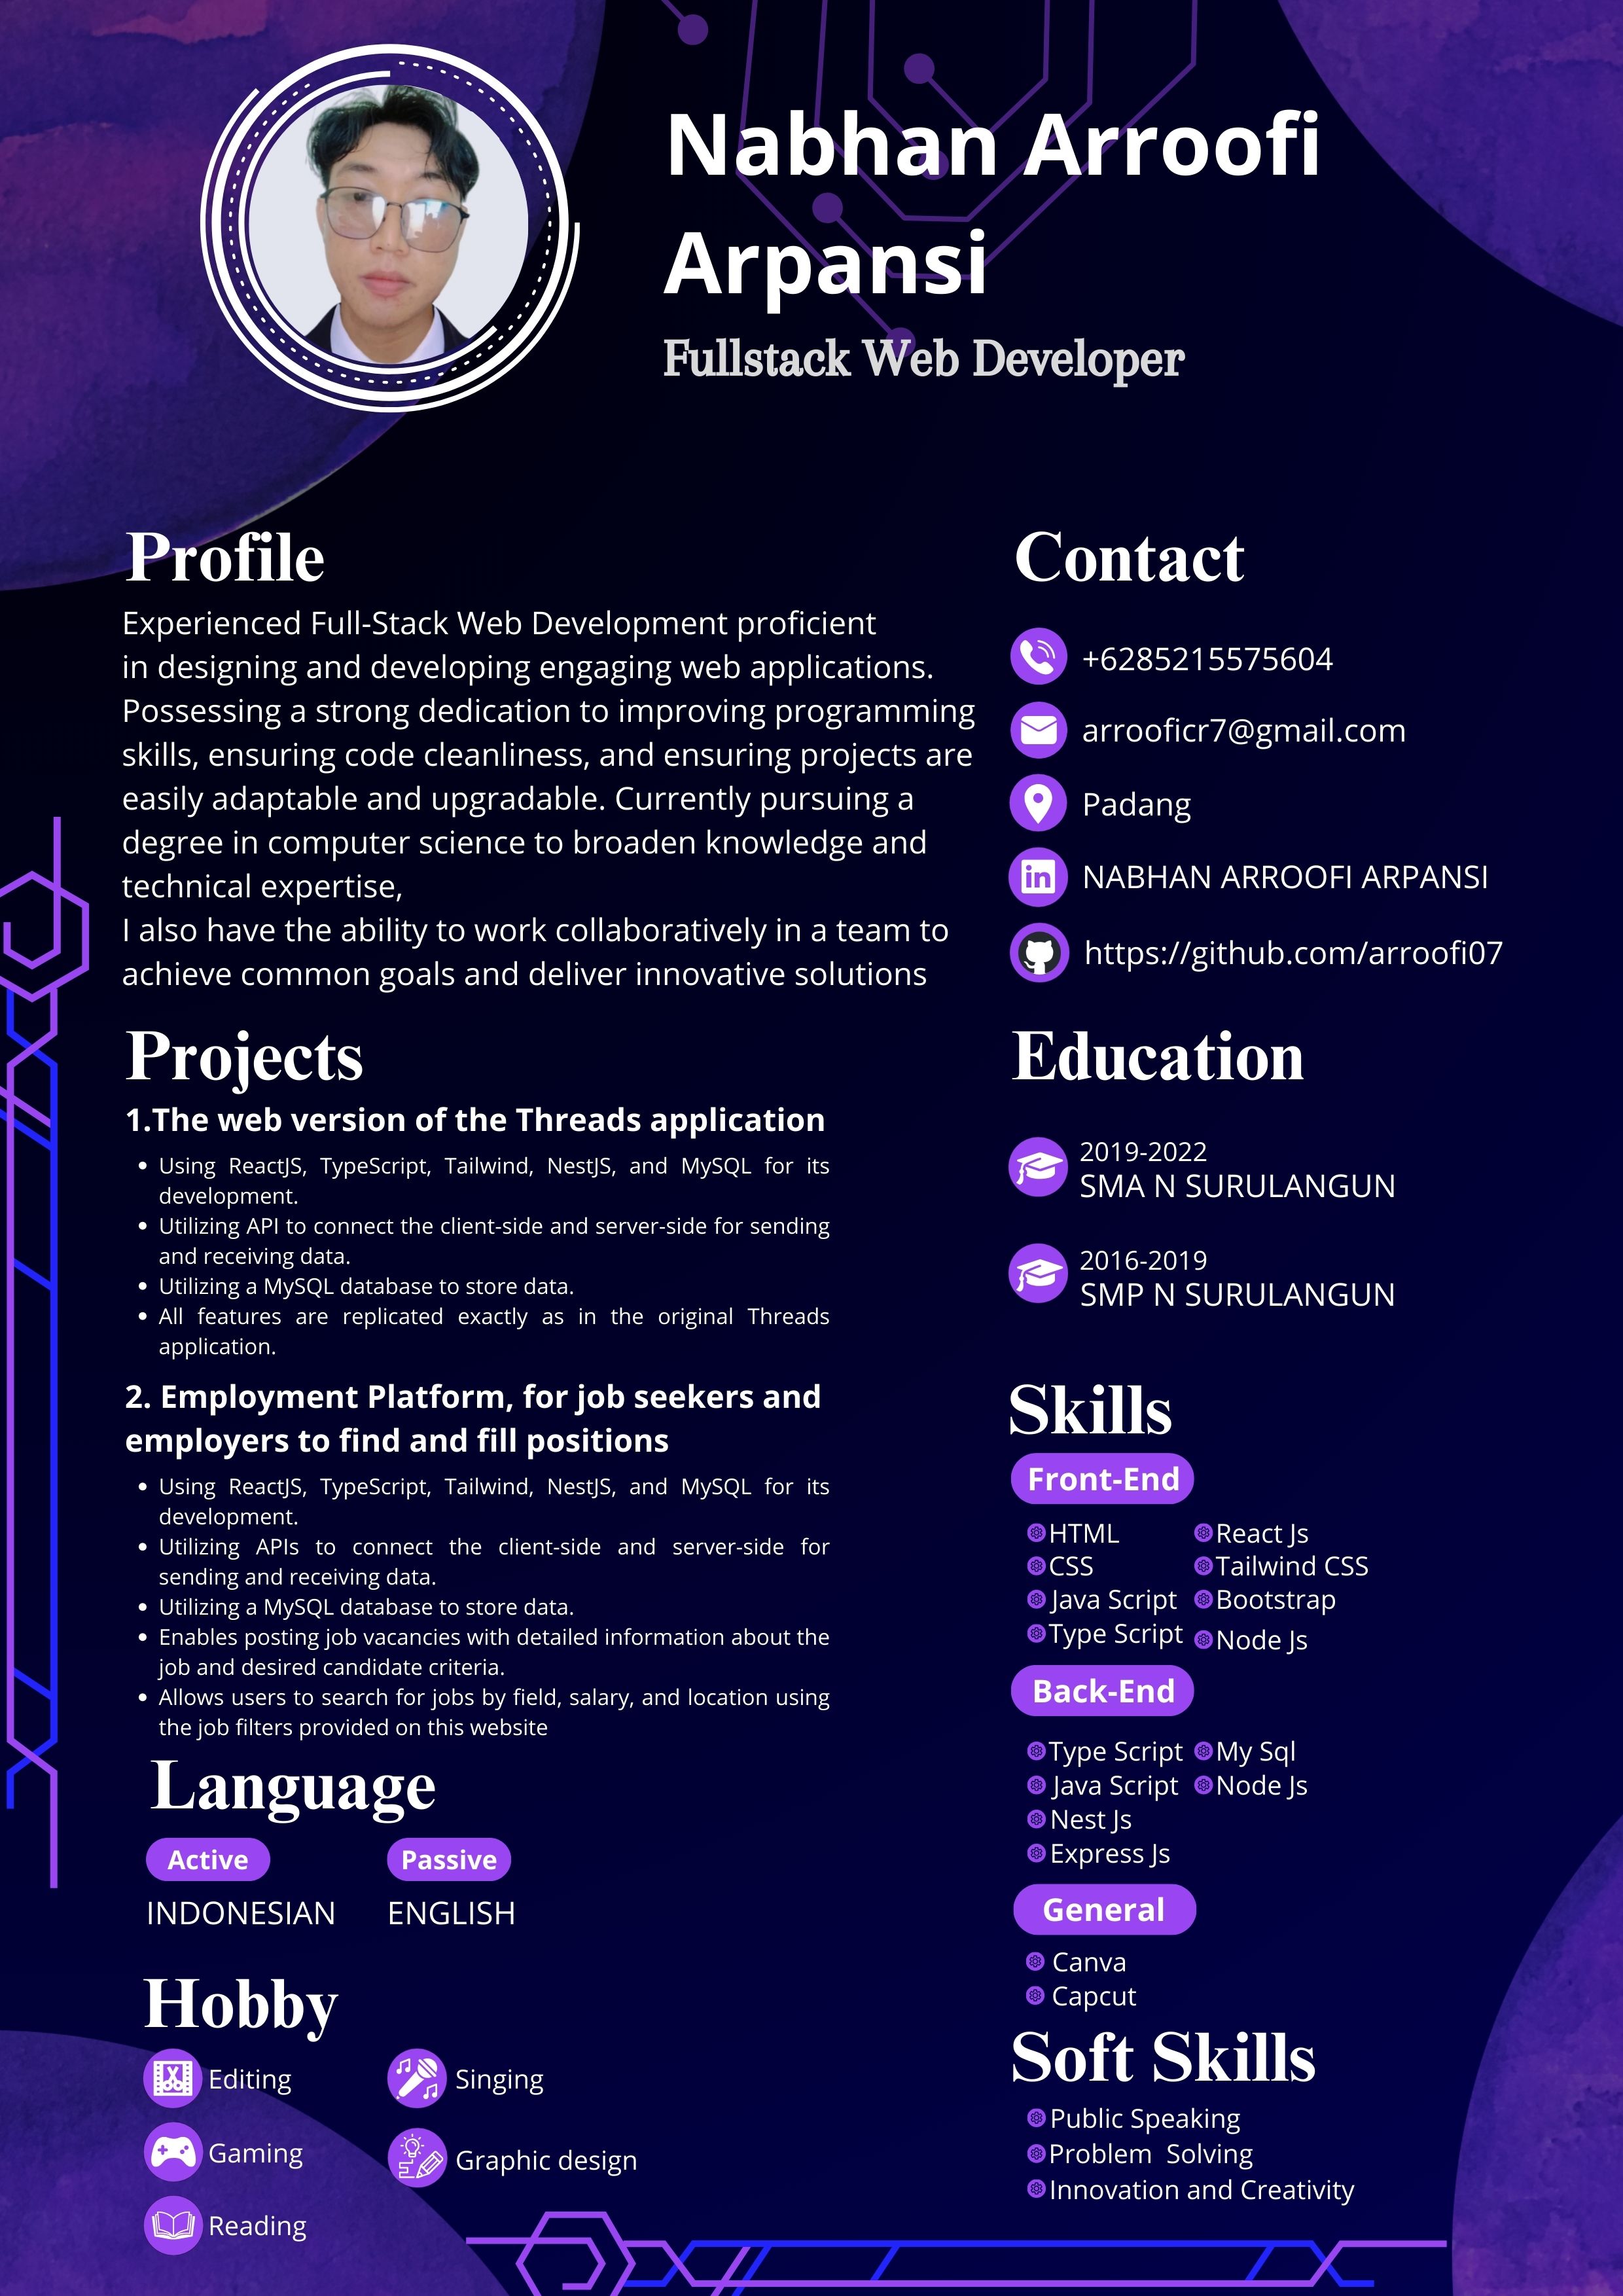 Nabhan Arroofi
Arpansi
Fullstack Web Developer
Profile
Experienced Full-Stack Web Development proficient
in designing and developing engaging web applications.
Possessing a strong dedication to improving programming
skills, ensuring code cleanliness, and ensuring projects are
easily adaptable and upgradable. Currently pursuing a
degree in computer science to broaden knowledge and
technical expertise,
I also have the ability to work collaboratively in a team to
achieve common goals and deliver innovative solutions
Projects
1.The web version of the Threads application
• Using ReactJS, TypeScript, Tailwind, NestJS, and MySQL for its
development.
• Utilizing API to connect the client-side and server-side for sending
and receiving data.
• Utilizing a MySQL database to store data.
• All features are replicated exactly as in the original Threads
application.
2. Employment Platform, for job seekers and
employers to find and fill positions
• Using ReactJS, TypeScript, Tailwind, NestJS, and MySQL for its
development.
• Utilizing APIs to connect the client-side and server-side for
sending and receiving data.
• Utilizing a MySQL database to store data.
• Enables posting job vacancies with detailed information about the
job and desired candidate criteria.
• Allows users to search for jobs by field, salary, and location using
the job filters provided on this website
Language
Active
INDONESIAN
Passive
ENGLISH
Hobby
Editing
Gaming
Reading
Singing
Graphic design
Contact
+6285215575604
arrooficr7@gmail.com
Padang
in
NABHAN ARROOFI ARPANSI
https://github.com/arroofi07
Education
2019-2022
SMA N SURULANGUN
2016-2019
SMP N SURULANGUN
Skills
Front-End
HTML
CSS
Java Script
Type Script
React Js
Tailwind CSS
Bootstrap
Node Js
Back-End
Type Script
Java Script
Nest Js
Express Js
My Sql
Node Js
General
Canva
Capcut
Soft Skills
Public Speaking
Problem  Solving
Innovation and Creativity